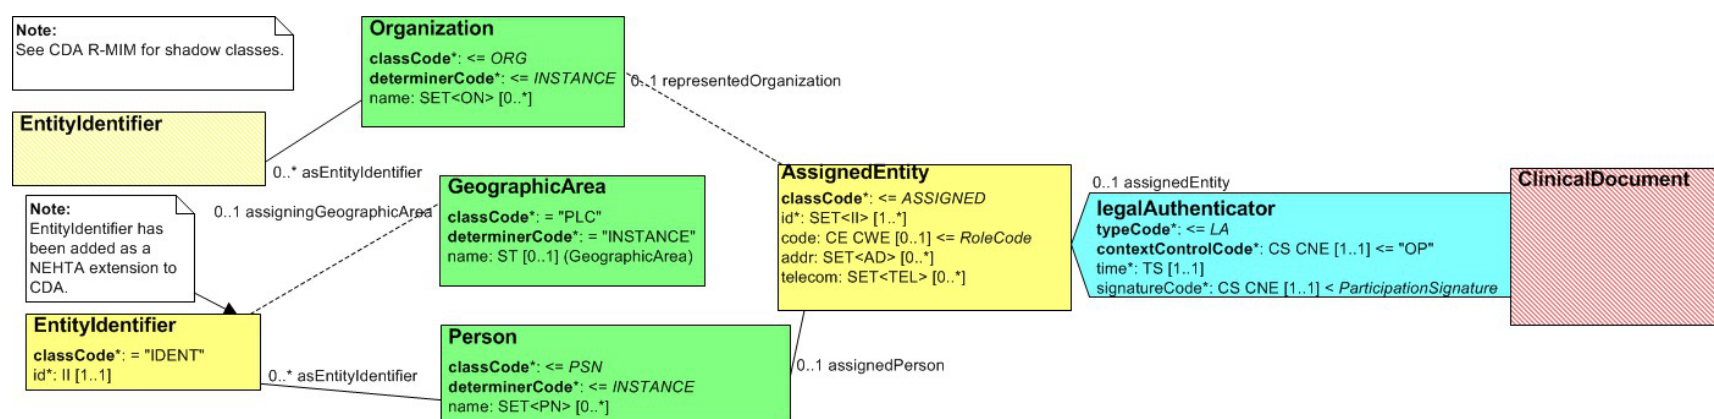 Note:
See CDA R-MIM for shadow classes.
Organization
classCode*: <= ORG
determinerCode*: <= INSTANCE
name: SET<ON> [0..*]
0..1 representedOrganization
EntityIdentifier
0..* asEntityIdentifier
Note:
EntityIdentifier has
been added as a
NEHTA extension to
CDA.
0..1 assigningGeographicArea
GeographicArea
classCode*: = "PLC"
determinerCode*: = "INSTANCE"
name: ST [0..1] (GeographicArea)
AssignedEntity
classCode*: <= ASSIGNED
id*: SET<II> [1..*]
code: CE CWE [0..1] <= RoleCode
addr: SET<AD> [0..*]
telecom: SET<TEL> [0..*]
0..1 assignedEntity
legalAuthenticator
typeCode*: <= LA
contextControlCode*: CS CNE [1..1] <= "OP"
time*: TS [1..1]
signatureCode*: CS CNE [1..1] < ParticipationSignature
ClinicalDocument
EntityIdentifier
classCode*: = "IDENT"
id*: II [1..1]
0..* asEntityIdentifier
Person
classCode*: <= PSN
determinerCode*: <= INSTANCE
name: SET<PN> [0..*]
0..1 assignedPerson